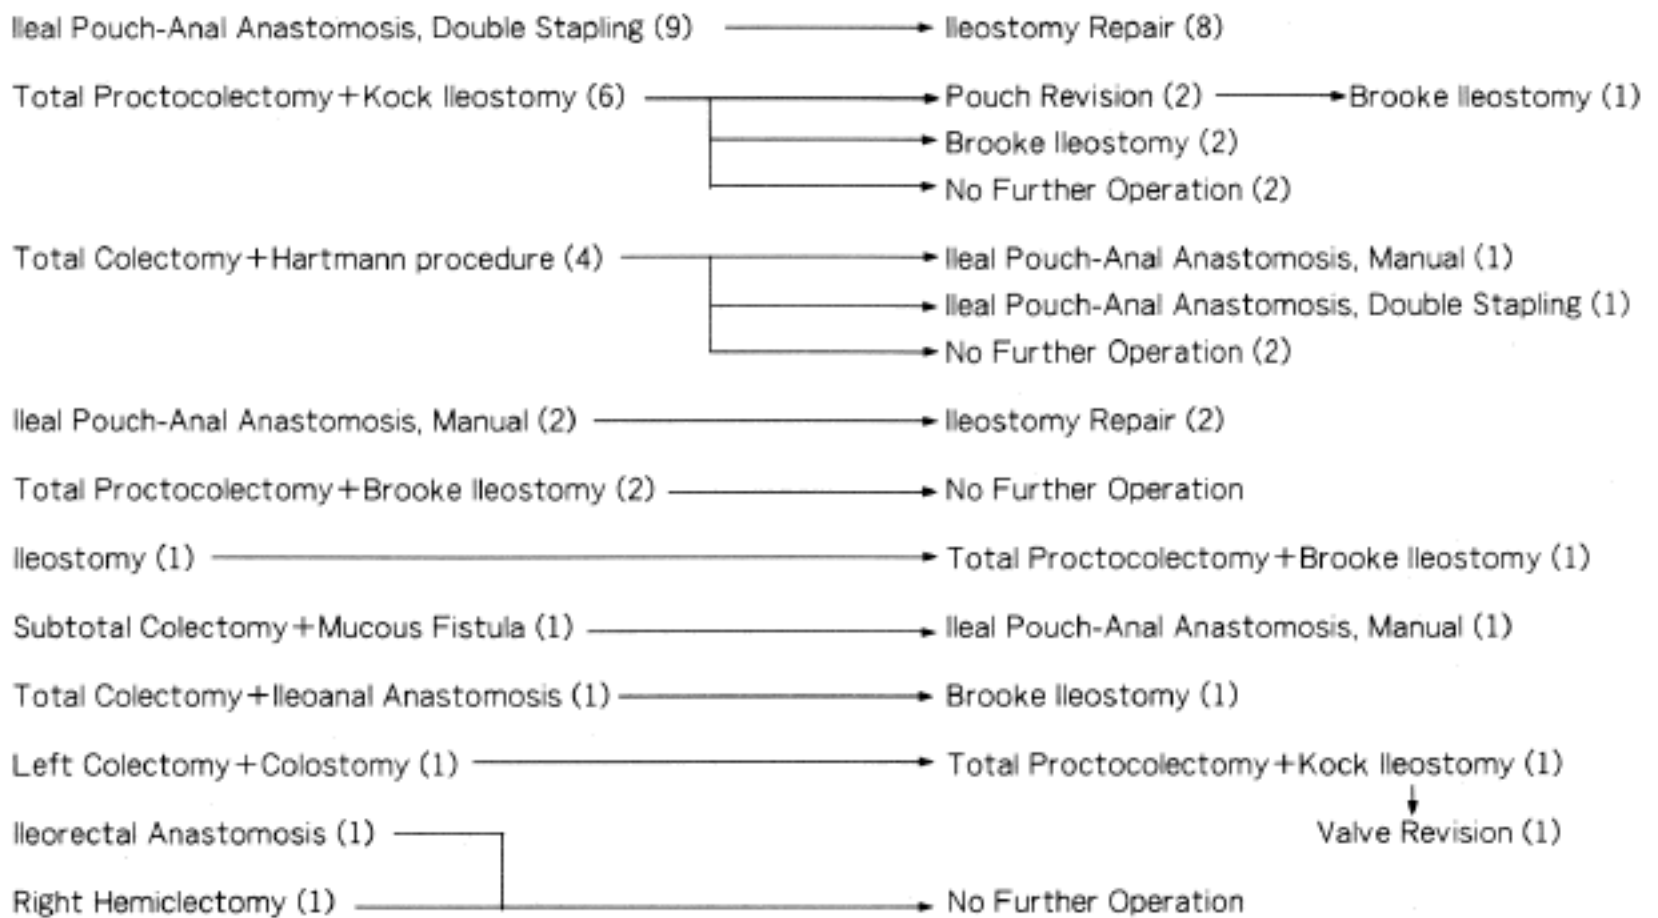 Ileal Pouch-Anal Anastomosis, Double Stapling (9) Ileostomy Repair (8)
Total Proctocolectomy+Kock Ileostomy (6) Pouch Revision (2) Brooke Ileostomy (1)
Brooke Ileostomy (2)
No Further Operation (2)
Total Colectomy+Hartmann procedure (4) Ileal Pouch-Anal Anastomosis, Manual (1)
Ileal Pouch-Anal Anastomosis, Double Stapling (1)
No Further Operation (2)
Ileal Pouch-Anal Anastomosis, Manual (2) Ileostomy Repair (2)
Total Proctocolectomy+Brooke Ileostomy (2) No Further Operation
Ileostomy (1) Total Proctocolectomy+Brooke Ileostomy (1)
Subtotal Colectomy+Mucous Fistula (1) Ileal Pouch-Anal Anastomosis, Manual (1)
Total Colectomy+Ileoanal Anastomosis (1) Brooke Ileostomy (1)
Left Colectomy+Colostomy (1) Total Proctocolectomy+Kock Ileostomy (1)
Ileorectal Anastomosis (1) Valve Revision (1)
Right Hemiclectomy (1) No Further Operation